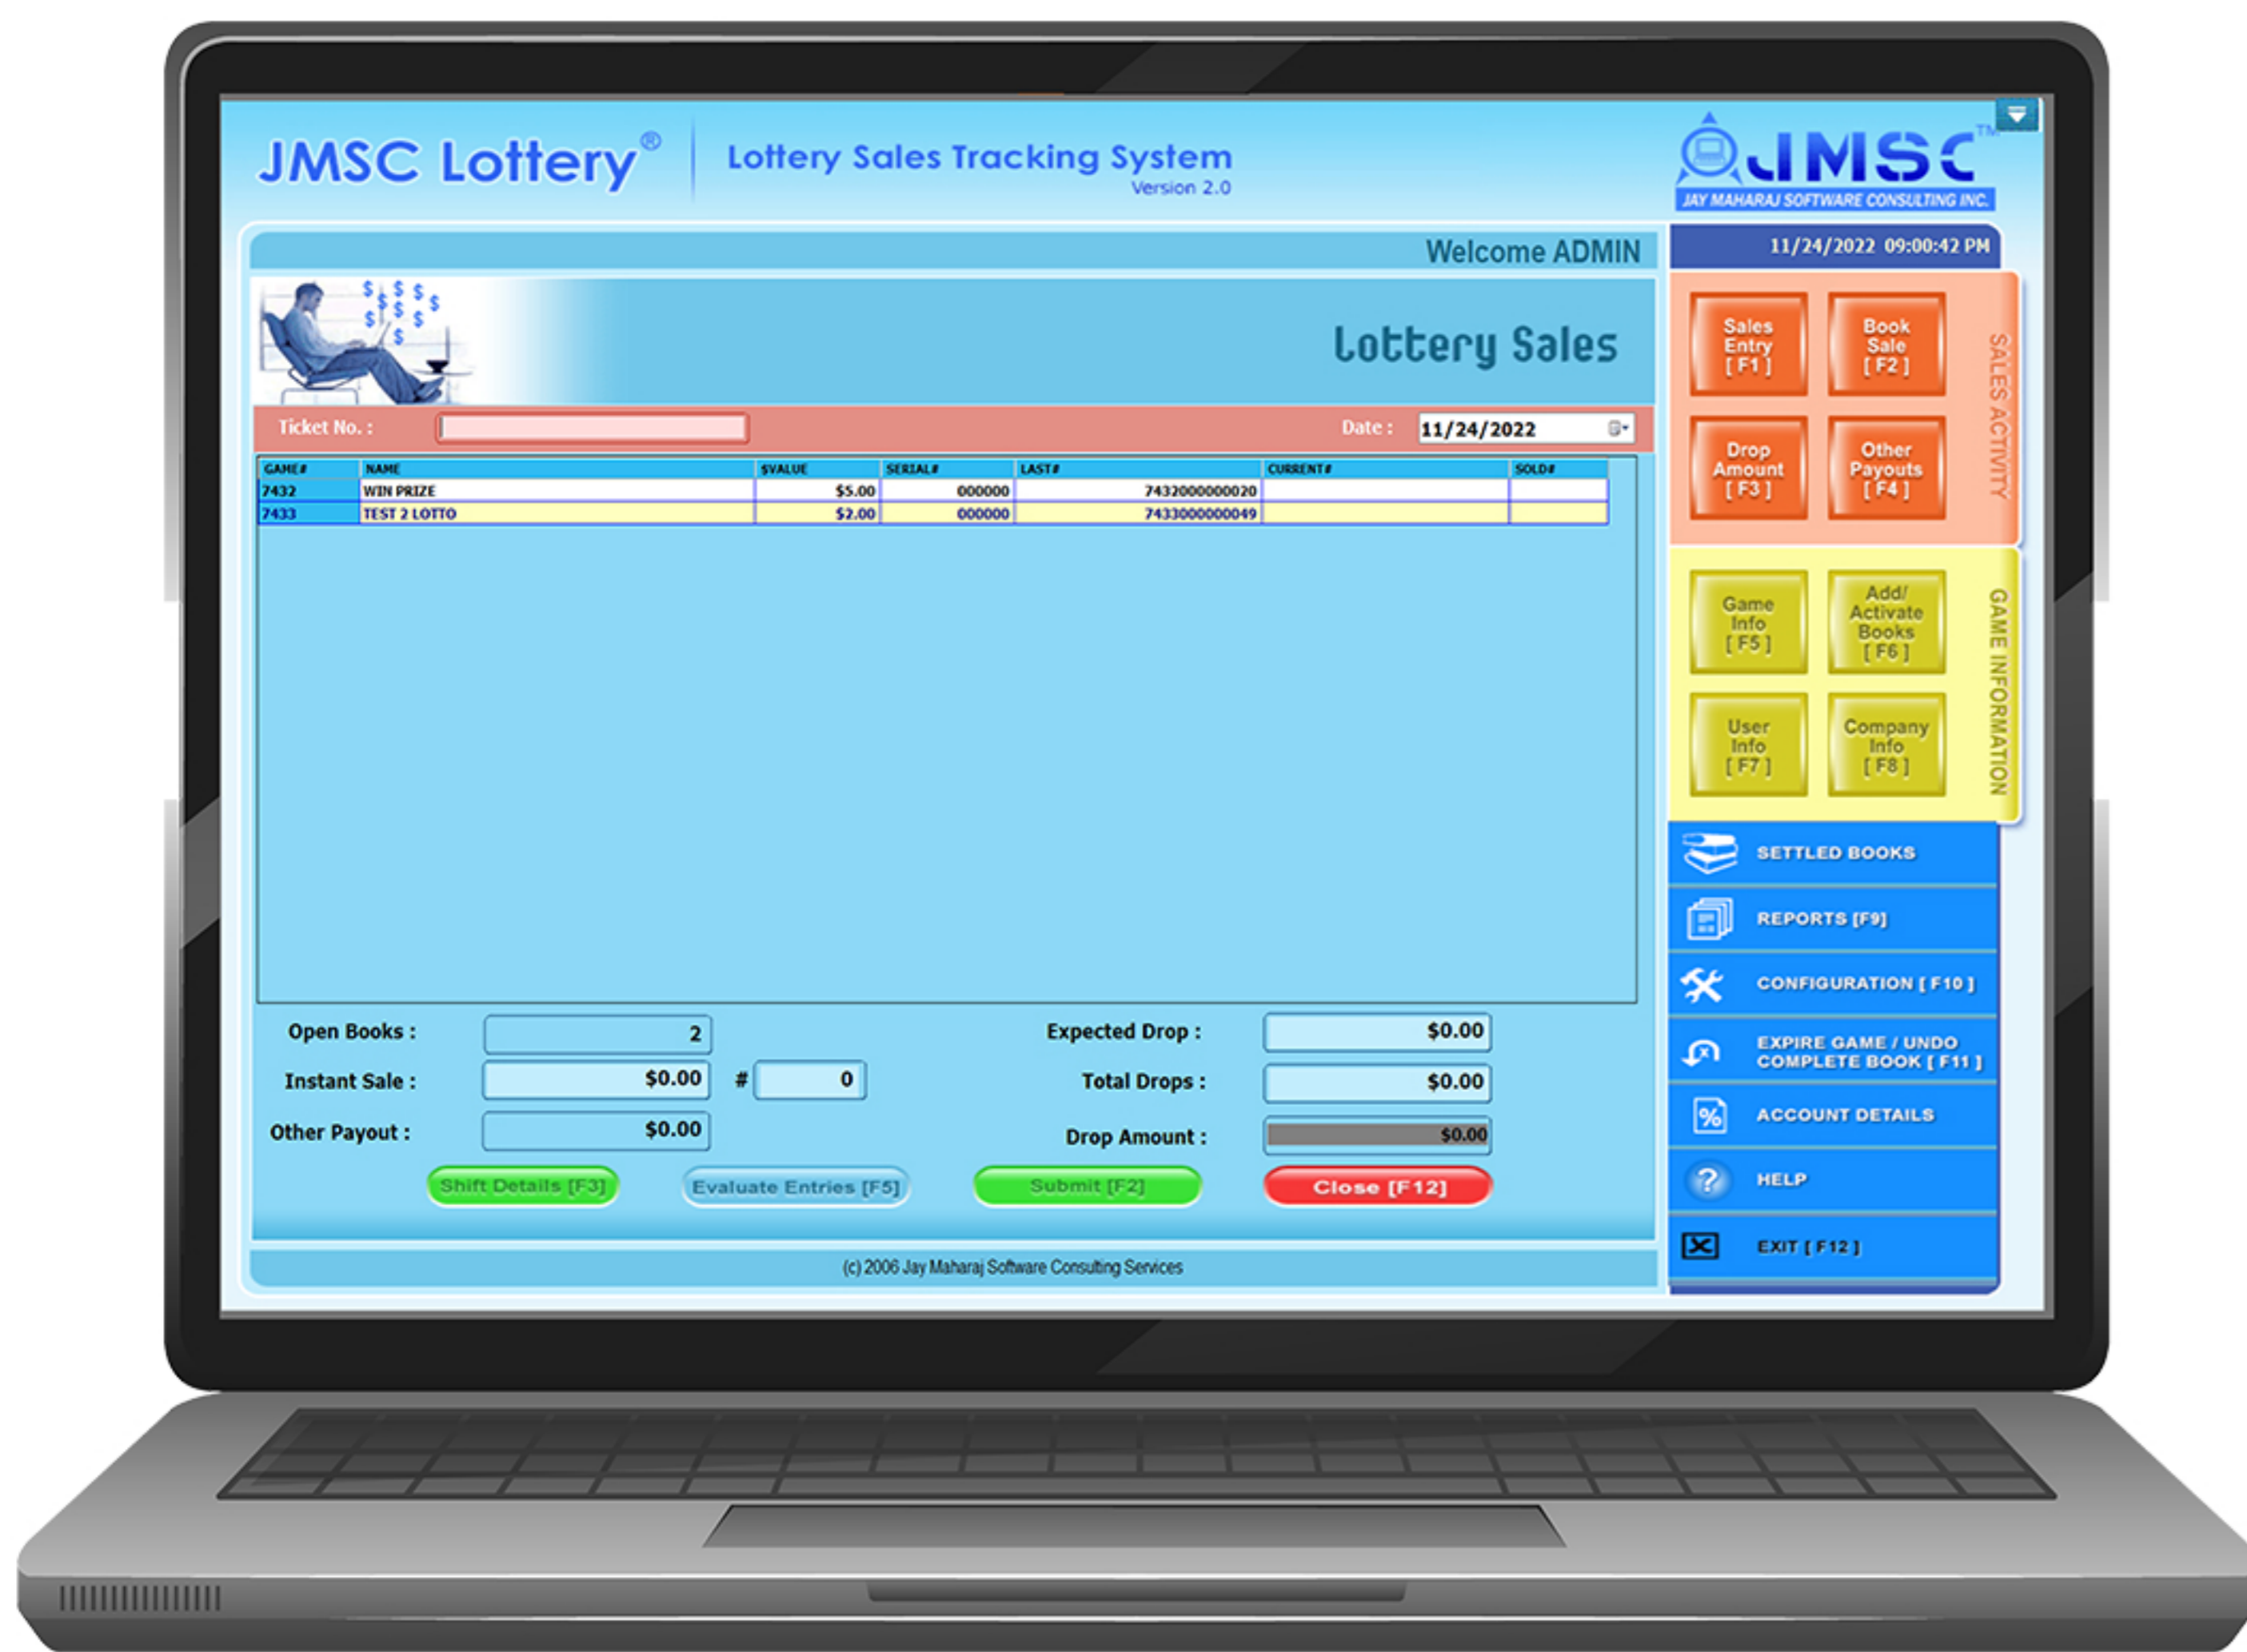 JMSC Lottery®
Lottery Sales Tracking System
Version 2.0
JMSC™
JAY MAHARAJ SOFTWARE CONSULTING INC.
Welcome ADMIN
11/24/2022 09:00:42 PM
$ $ $ $ $ $ $ $ $ $
Lottery Sales
Ticket No. :
Date : 11/24/2022
GAME# NAME $VALUE SERIAL# LAST# CURRENT# SOLD#
7432 WIN PRIZE $5.00 000000 7432000000020
7433 TEST 2 LOTTO $2.00 000000 7433000000049
Open Books : 2
Expected Drop : $0.00
Instant Sale : $0.00 # 0
Total Drops : $0.00
Other Payout : $0.00
Drop Amount : $0.00
Shift Details [F3]
Evaluate Entries [F5]
Submit [F2]
Close [F12]
(c) 2006 Jay Maharaj Software Consulting Services
SALES ACTIVITY
Sales
Entry
[ F1 ]
Book
Sale
[ F2 ]
Drop
Amount
[ F3 ]
Other
Payouts
[ F4 ]
GAME INFORMATION
Game
Info
[ F5 ]
Add/
Activate
Books
[ F6 ]
User
Info
[ F7 ]
Company
Info
[ F8 ]
SETTLED BOOKS
REPORTS [F9]
CONFIGURATION [ F10 ]
EXPIRE GAME / UNDO
COMPLETE BOOK [ F11 ]
% ACCOUNT DETAILS
? HELP
EXIT [ F12 ]